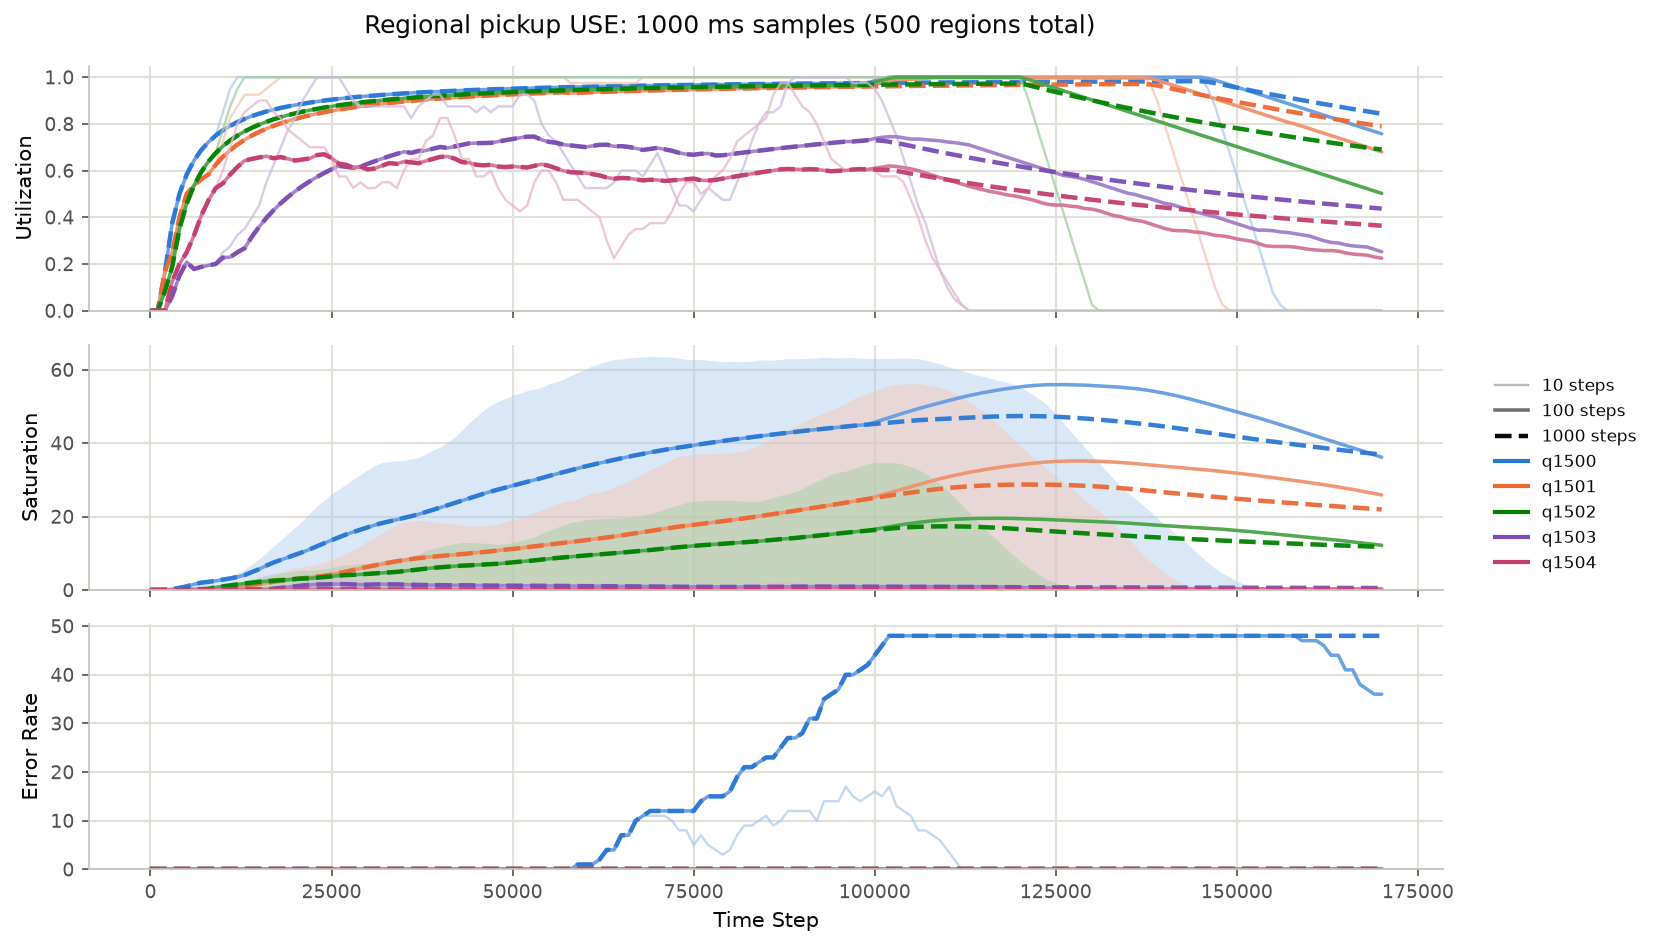 Regional pickup USE: 1000 ms samples (500 regions total)
Utilization
1.0
0.8
0.6
0.4
0.2
0.0
Saturation
60
40
20
0
10 steps
100 steps
1000 steps
q1500
q1501
q1502
q1503
q1504
Error Rate
50
40
30
20
10
0
0 25000 50000 75000 100000 125000 150000 175000
Time Step